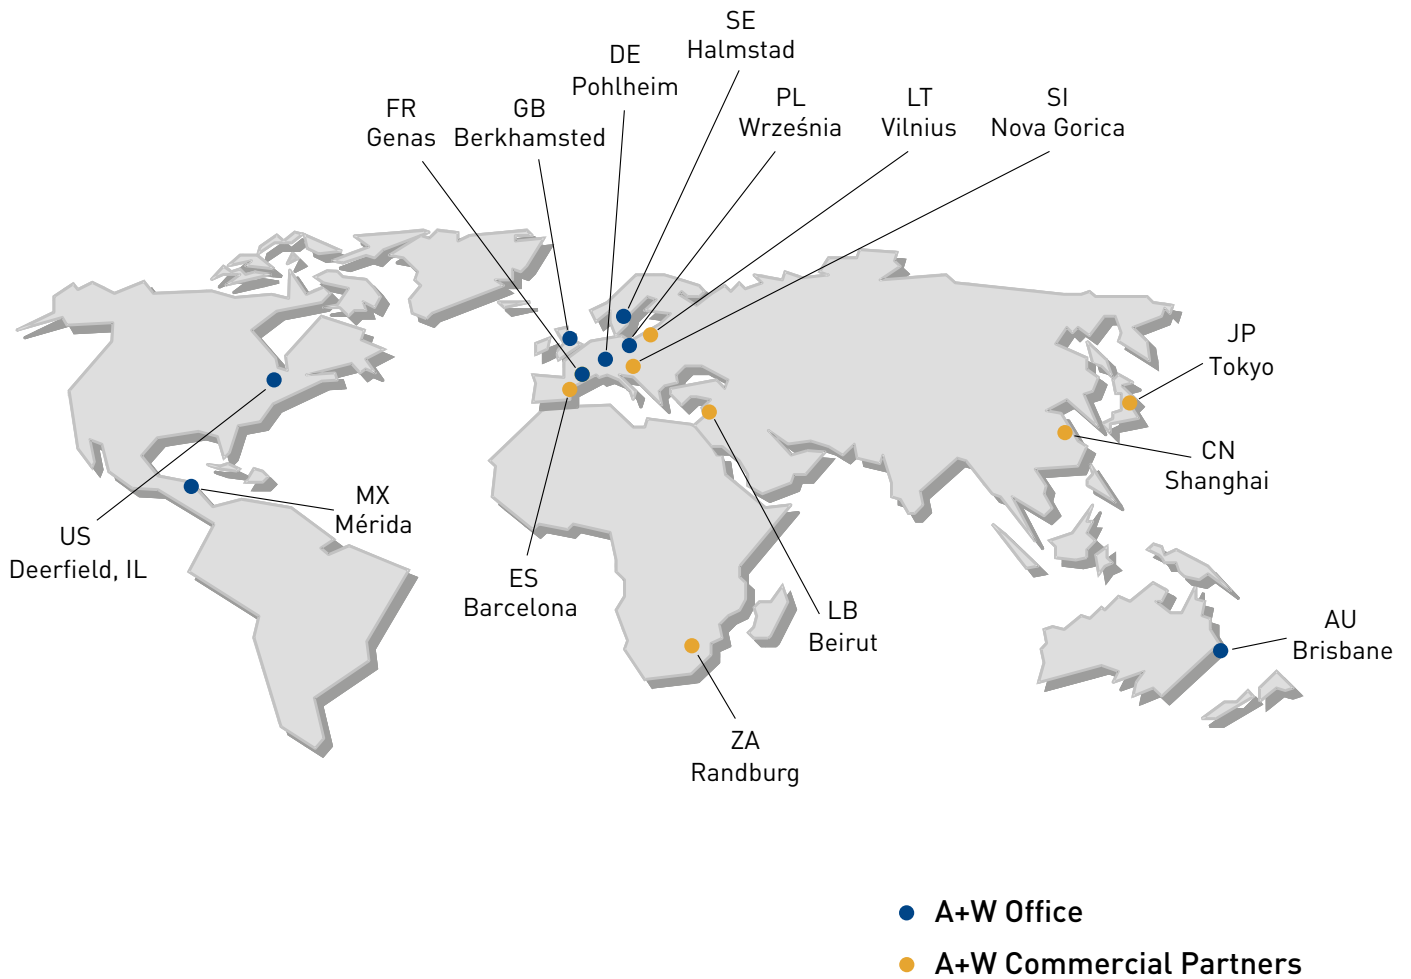 SE
Halmstad
DE
Pohlheim
FR
Genas
GB
Berkhamsted
PL
Września
LT
Vilnius
SI
Nova Gorica
JP
Tokyo
CN
Shanghai
MX
Mérida
US
Deerfield, IL
ES
Barcelona
LB
Beirut
AU
Brisbane
ZA
Randburg
A+W Office
A+W Commercial Partners